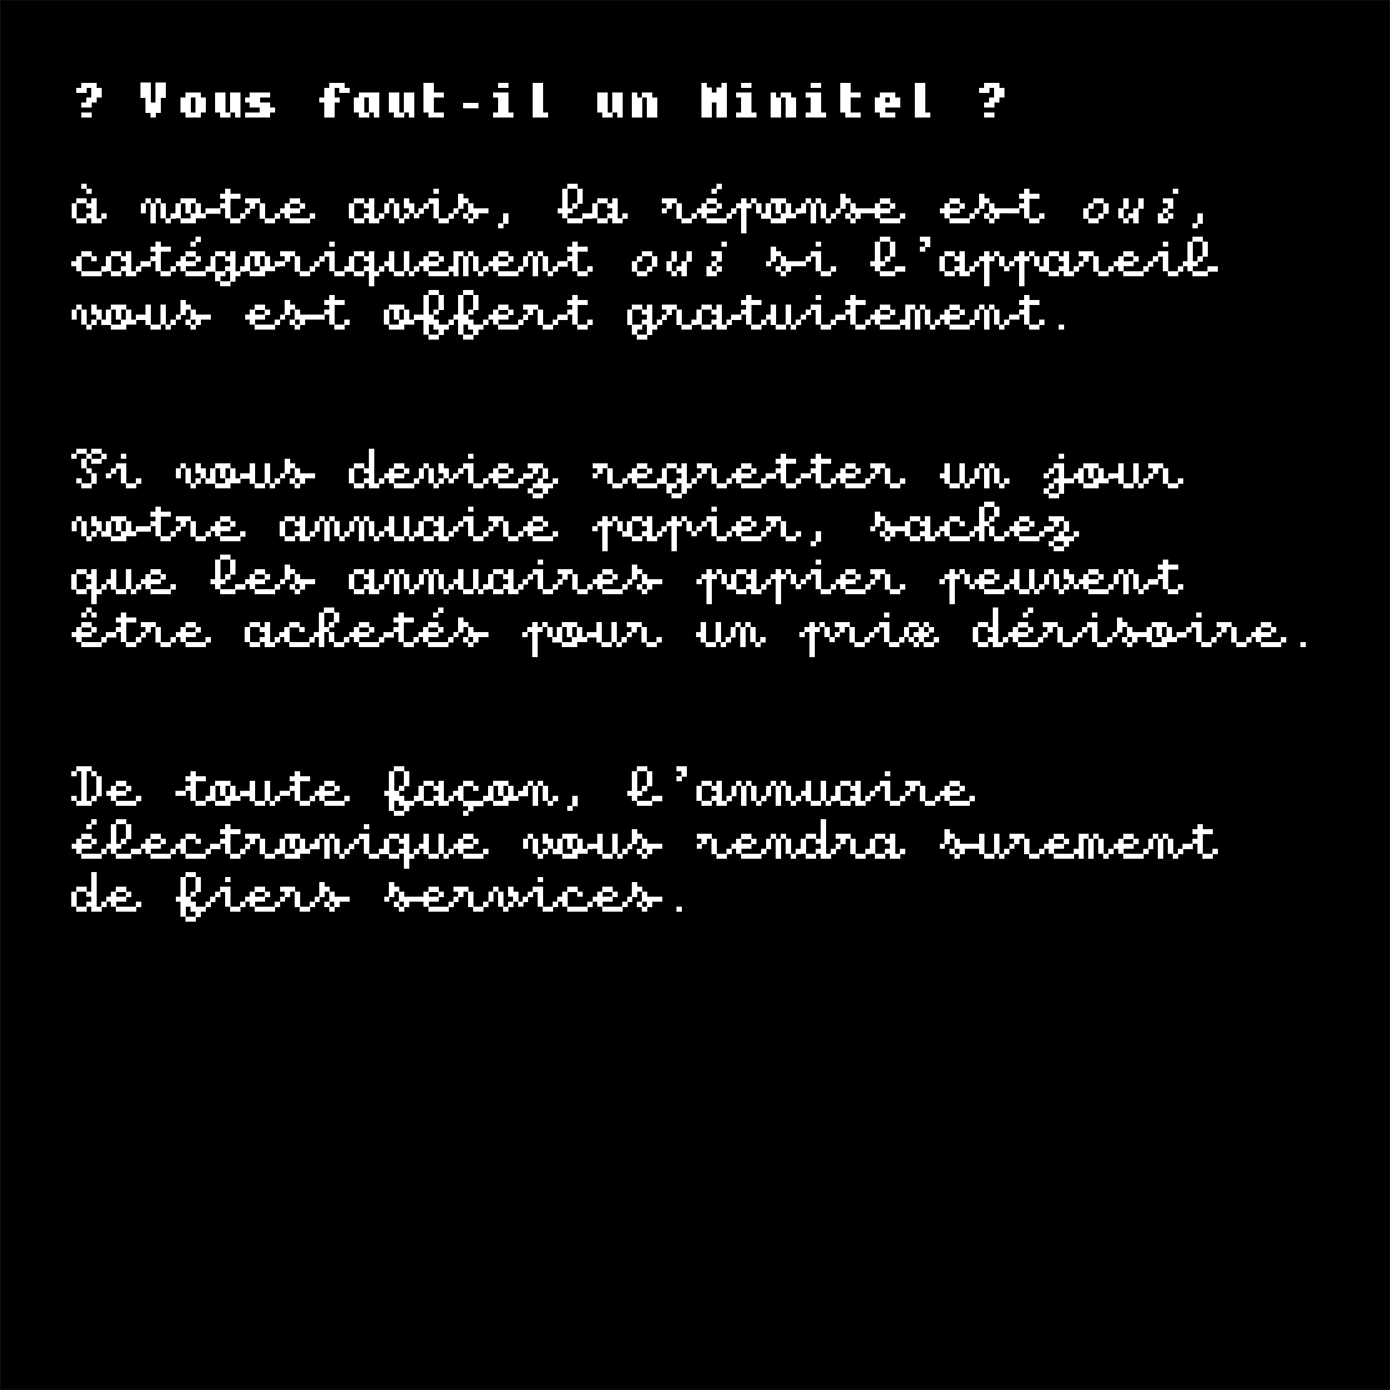 ? Vous faut-il un Minitel ?
à notre avis, la réponse est oui,
catégoriquement oui si l'appareil
vous est offert gratuitement.
Si vous deviez regretter un jour
votre annuaire papier, sachez
que les annuaires papier peuvent
être achetés pour un prix dérisoire.
De toute façon, l'annuaire
électronique vous rendra surement
de fiers services.